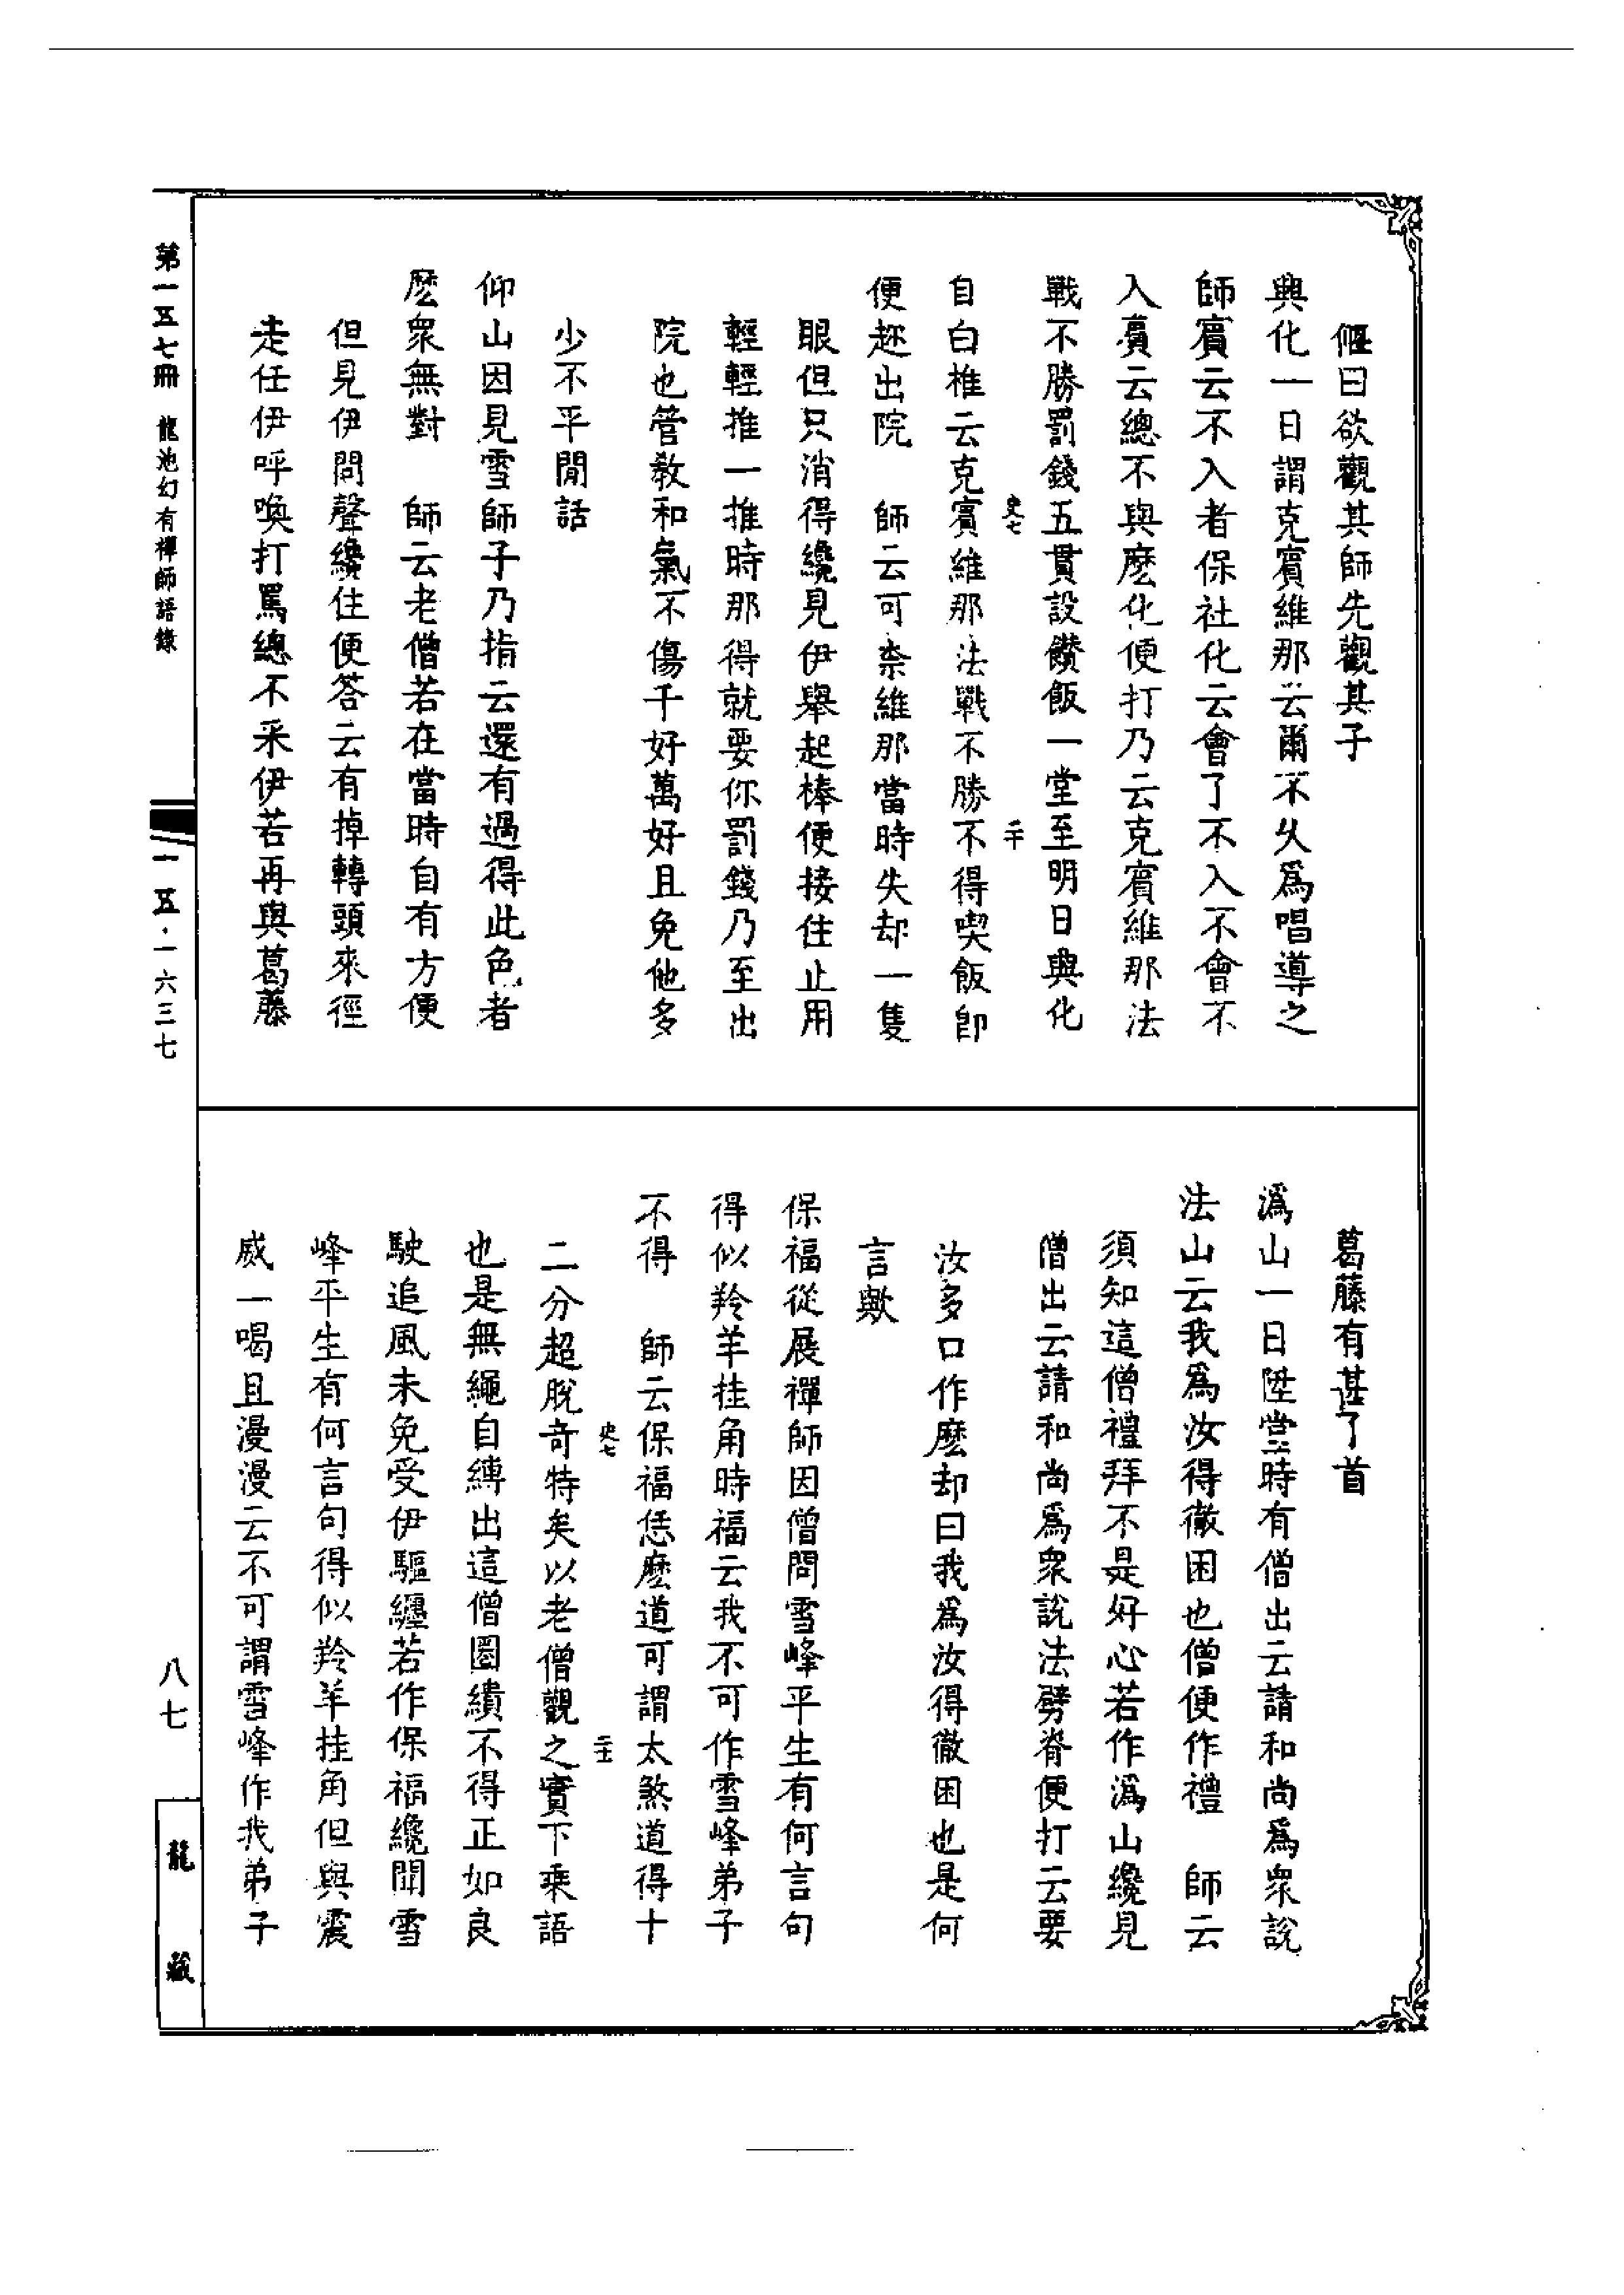 偃曰欲觀其師先觀其子
興化一日謂克賓維那云爾不久爲唱導之
師賓云不入者保社化云會了不入不會不
入賓云總不與麽化便打乃云克賓維那法
戰不勝罰錢五貫設饡飯一堂至明日興化
史七
二十
自白椎云克賓維那法戰不勝不得喫飯卽
便趂出院 師云可柰維那當時失却一隻
眼但只消得纔見伊舉起棒便接住止用
輕輕推一推時那得就要你罰錢乃至出
院也管敎和氣不傷千好萬好且免他多
少不平閒話
仰山因見雪師子乃指云還有過得此色者
麽衆無對 師云老僧若在當時自有方便
但見伊問聲纔住便答云有掉轉頭來徑
走任伊呼喚打罵總不采伊若再與葛藤
葛藤有甚了首
潙山一日陞堂時有僧出云請和尚爲衆說
法山云我爲汝得徹困也僧便作禮 師云
須知這僧禮拜不是好心若作潙山纔見
僧出云請和尚爲衆說法劈脊便打云要
汝多口作麽却曰我爲汝得徹困也是何
言歟
保福從展禪師因僧問雪峰平生有何言句
得似羚羊挂角時福云我不可作雪峰弟子
不得 師云保福恁麽道可謂太煞道得十
史七
二十一
二分超脫奇特矣以老僧觀之實下乘語
也是無繩自縛出這僧圈繢不得正如良
駛追風未免受伊驅纒若作保福纔聞雪
峰平生有何言句得似羚羊挂角但與震
威一喝且漫漫云不可謂雪峰作我弟子
第一五七冊 龍池幻有禪師語錄
一五·一六三七
八七
龍藏